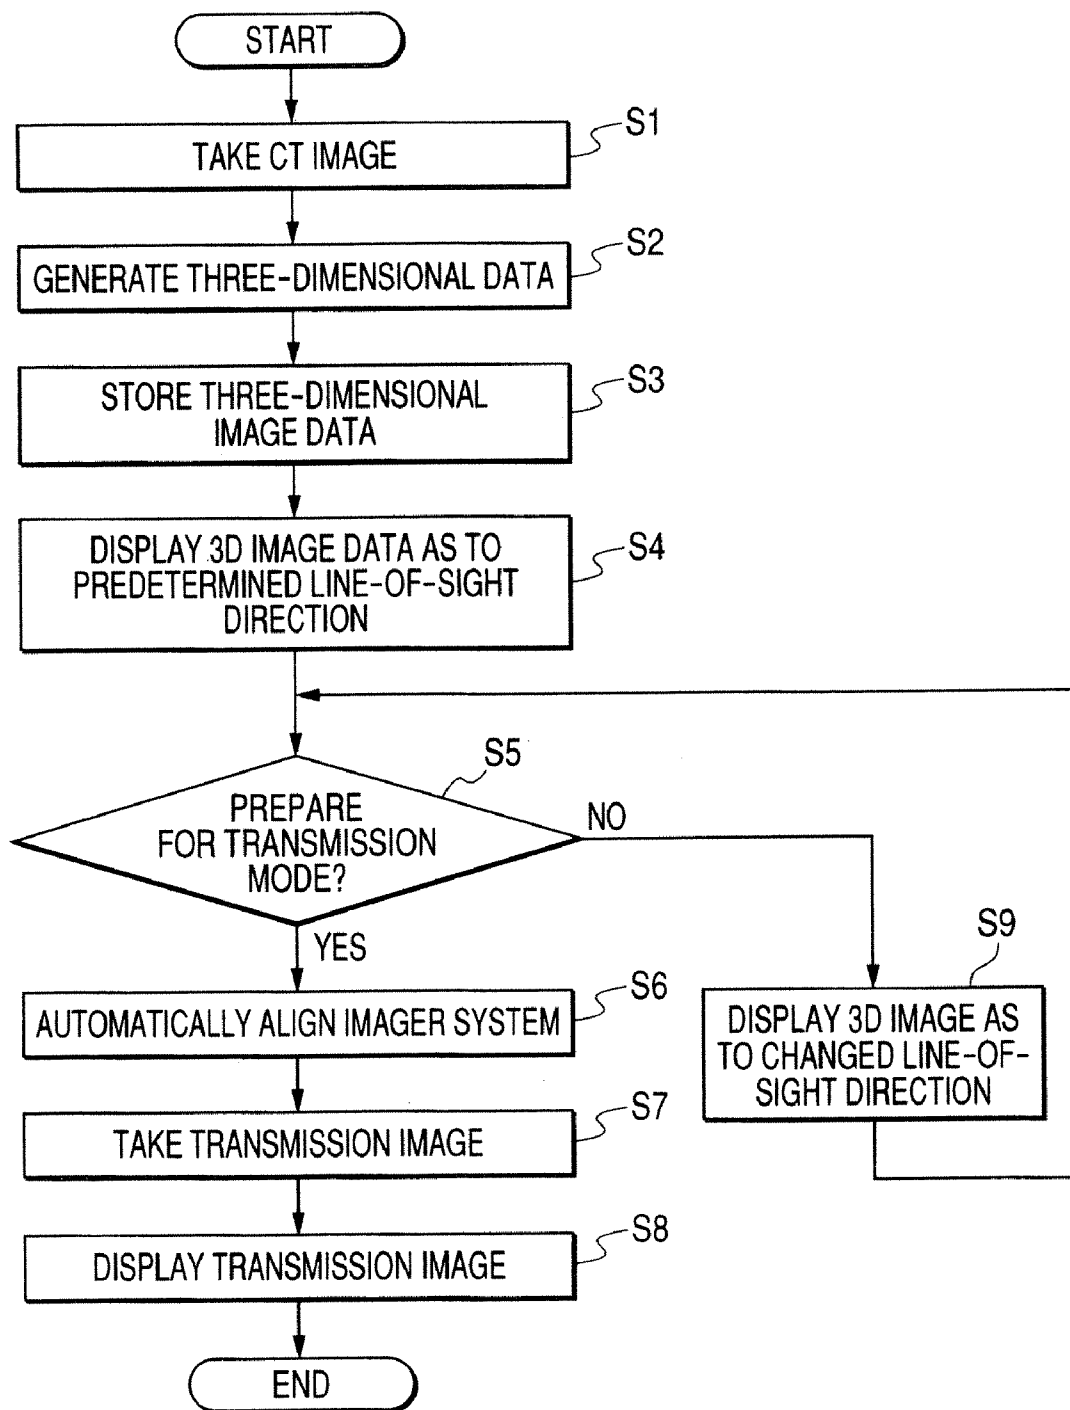 START
S1
TAKE CT IMAGE
S2
GENERATE THREE-DIMENSIONAL DATA
S3
STORE THREE-DIMENSIONAL
IMAGE DATA
S4
DISPLAY 3D IMAGE DATA AS TO
PREDETERMINED LINE-OF-SIGHT
DIRECTION
S5
PREPARE
FOR TRANSMISSION
MODE?
NO
YES
S9
DISPLAY 3D IMAGE AS
TO CHANGED LINE-OF-
SIGHT DIRECTION
S6
AUTOMATICALLY ALIGN IMAGER SYSTEM
S7
TAKE TRANSMISSION IMAGE
S8
DISPLAY TRANSMISSION IMAGE
END